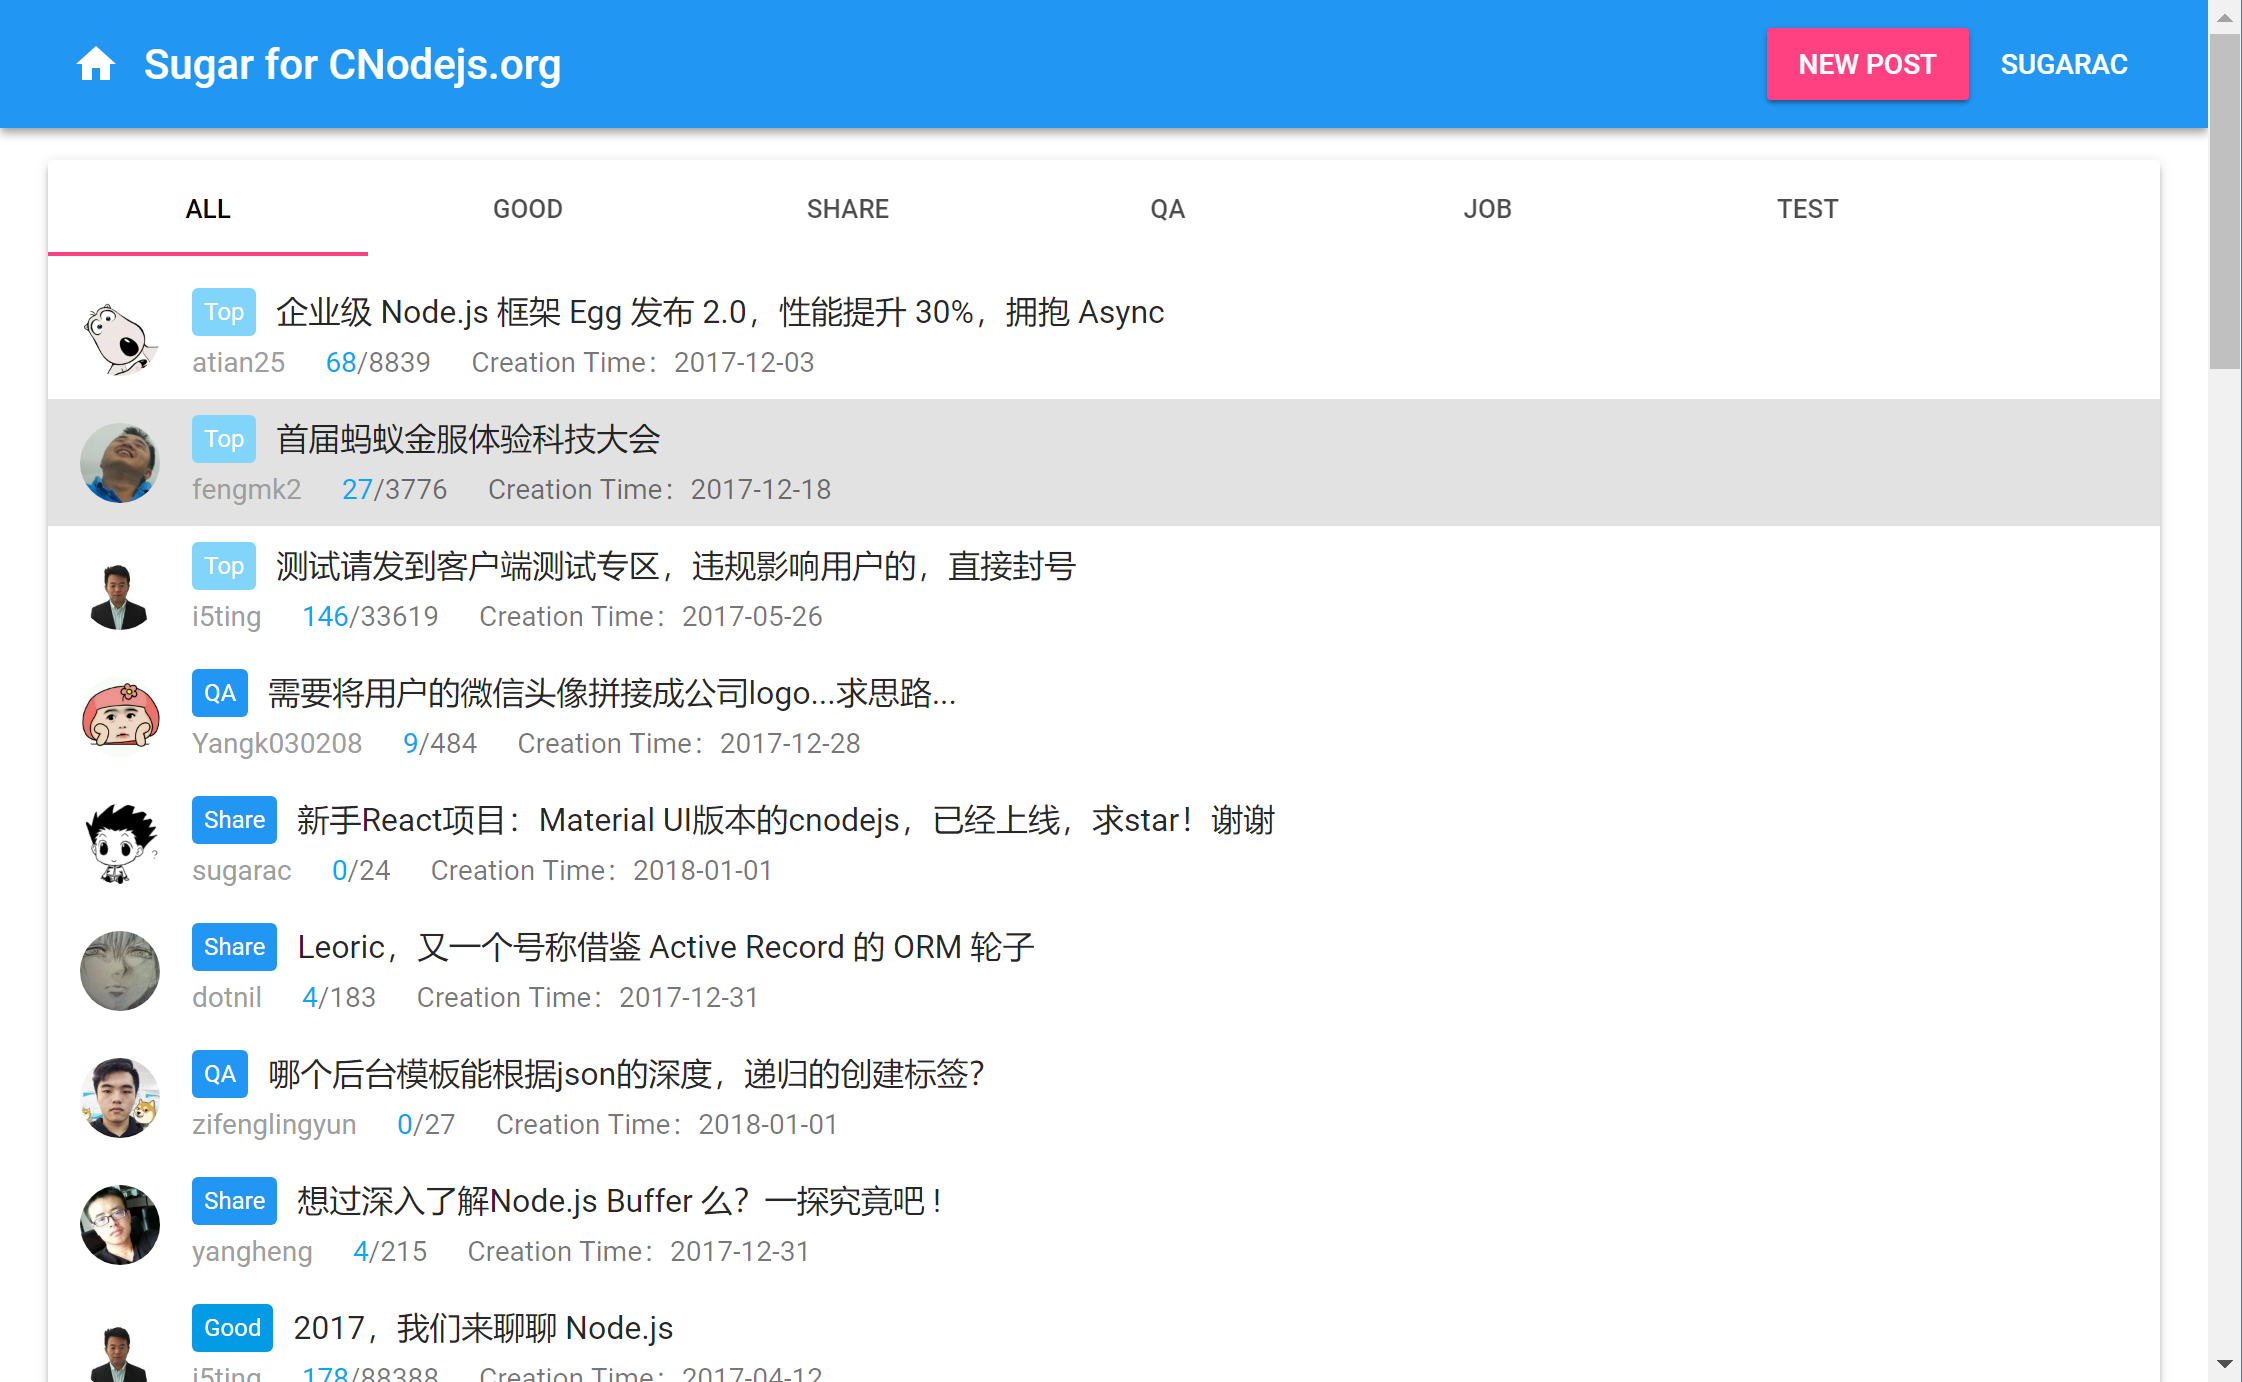 Sugar for CNodejs.org
NEW POST
SUGARAC
ALL GOOD SHARE QA JOB TEST
Top 企业级 Node.js 框架 Egg 发布 2.0，性能提升 30%，拥抱 Async
atian25 68/8839 Creation Time：2017-12-03
Top 首届蚂蚁金服体验科技大会
fengmk2 27/3776 Creation Time：2017-12-18
Top 测试请发到客户端测试专区，违规影响用户的，直接封号
i5ting 146/33619 Creation Time：2017-05-26
QA 需要将用户的微信头像拼接成公司logo...求思路...
Yangk030208 9/484 Creation Time：2017-12-28
Share 新手React项目：Material UI版本的cnodejs，已经上线，求star！谢谢
sugarac 0/24 Creation Time：2018-01-01
Share Leoric，又一个号称借鉴 Active Record 的 ORM 轮子
dotnil 4/183 Creation Time：2017-12-31
QA 哪个后台模板能根据json的深度，递归的创建标签？
zifenglingyun 0/27 Creation Time：2018-01-01
Share 想过深入了解Node.js Buffer 么？一探究竟吧！
yangheng 4/215 Creation Time：2017-12-31
Good 2017，我们来聊聊 Node.js
i5ting 178/88388 Creation Time：2017-04-12